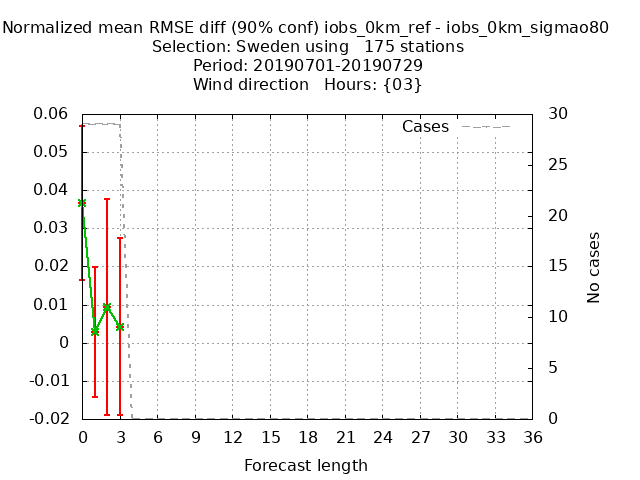 Normalized mean RMSE diff (90% conf) iobs_0km_ref - iobs_0km_sigmao80
Selection: Sweden using 175 stations
Period: 20190701-20190729
Wind direction Hours: {03}
Cases
0.06
0.05
0.04
0.03
0.02
0.01
0
-0.01
-0.02
30
25
20
15
10
5
0
No cases
0 3 6 9 12 15 18 21 24 27 30 33 36
Forecast length